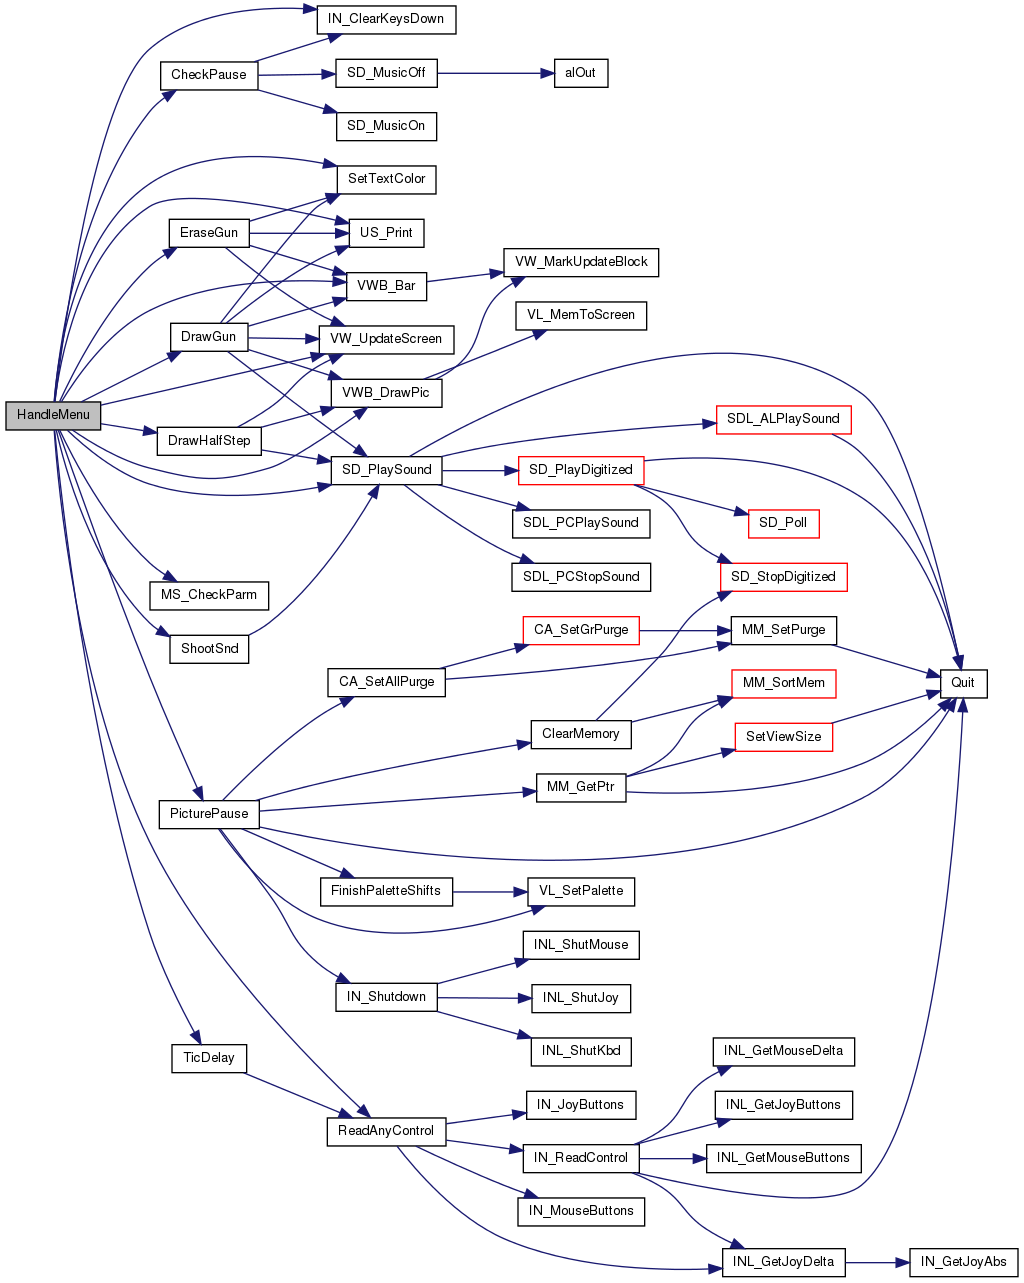 IN_ClearKeysDown
CheckPause
SD_MusicOff
alOut
SD_MusicOn
SetTextColor
EraseGun
US_Print
VW_MarkUpdateBlock
VWB_Bar
VL_MemToScreen
DrawGun
VW_UpdateScreen
VWB_DrawPic
HandleMenu
SDL_ALPlaySound
DrawHalfStep
SD_PlaySound
SD_PlayDigitized
SDL_PCPlaySound
SD_Poll
SDL_PCStopSound
SD_StopDigitized
MS_CheckParm
CA_SetGrPurge
MM_SetPurge
ShootSnd
CA_SetAllPurge
MM_SortMem
Quit
ClearMemory
SetViewSize
MM_GetPtr
PicturePause
FinishPaletteShifts
VL_SetPalette
INL_ShutMouse
IN_Shutdown
INL_ShutJoy
INL_ShutKbd
INL_GetMouseDelta
TicDelay
IN_JoyButtons
INL_GetJoyButtons
ReadAnyControl
IN_ReadControl
INL_GetMouseButtons
IN_MouseButtons
INL_GetJoyDelta
IN_GetJoyAbs